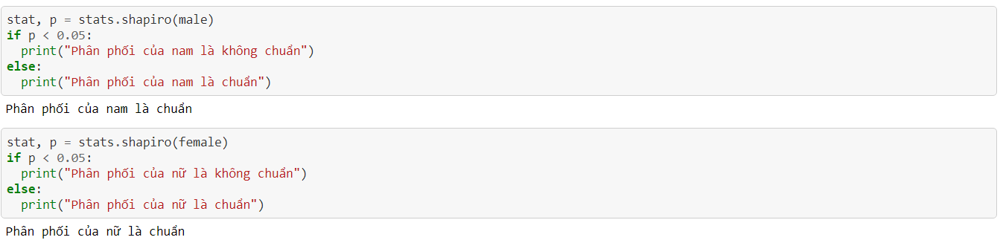 stat, p = stats.shapiro(male)
if p < 0.05:
  print("Phân phối của nam là không chuẩn")
else:
  print("Phân phối của nam là chuẩn")
Phân phối của nam là chuẩn
stat, p = stats.shapiro(female)
if p < 0.05:
  print("Phân phối của nữ là không chuẩn")
else:
  print("Phân phối của nữ là chuẩn")
Phân phối của nữ là chuẩn